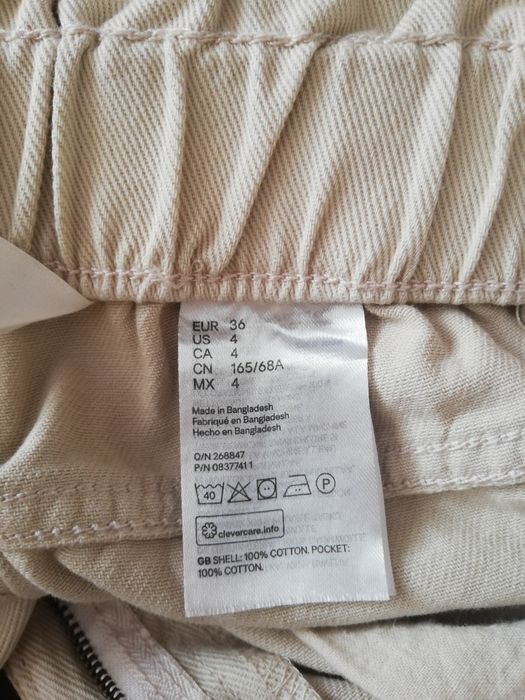 EUR 36
US 4
CA 4
CN 165/68A
MX 4
Made in Bangladesh
Fabriqué en Bangladesh
Hecho en Bangladesh
O/N 268847
P/N 08377411
40 P
clevercare.info
GB SHELL: 100% COTTON. POCKET:
100% COTTON.